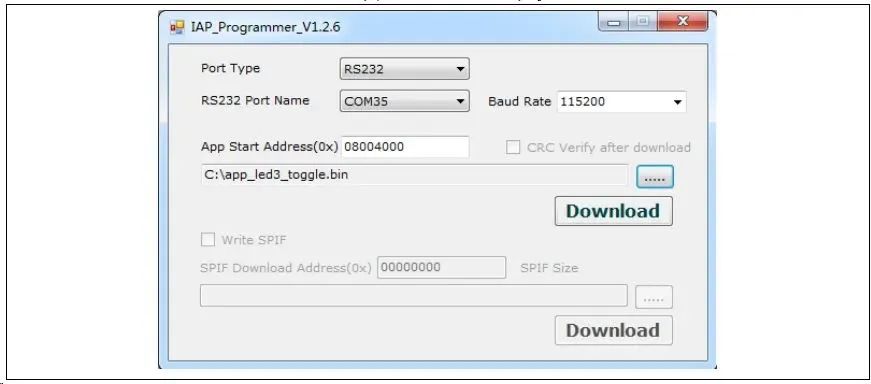 IAP_Programmer_V1.2.6
Port Type RS232
RS232 Port Name COM35 Baud Rate 115200
App Start Address(0x) 08004000 CRC Verify after download
C:\app_led3_toggle.bin .....
Download
Write SPIF
SPIF Download Address(0x) 00000000 SPIF Size
.....
Download